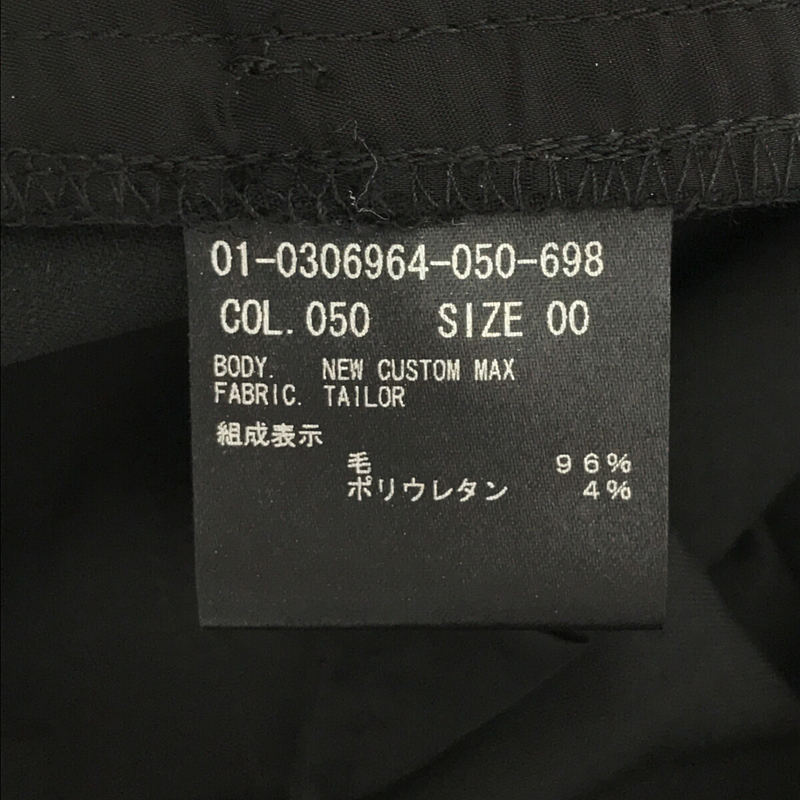 01-0306964-050-698
COL. 050 SIZE 00
BODY. NEW CUSTOM MAX
FABRIC. TAILOR
組成表示
毛 96%
ポリウレタン 4%